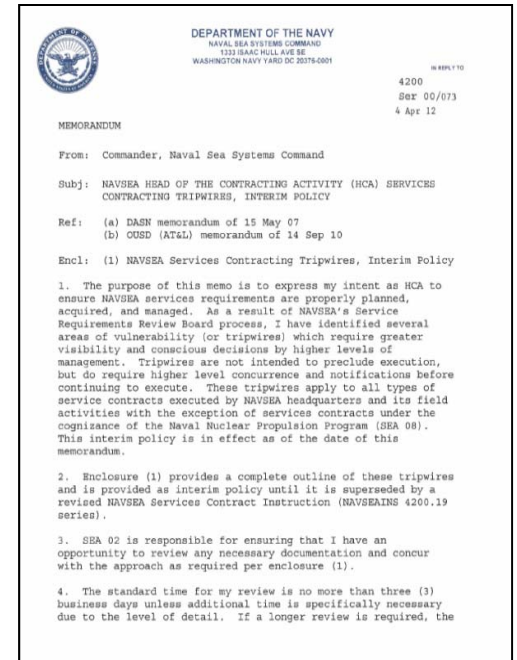 DEPARTMENT OF THE NAVY
NAVAL SEA SYSTEMS COMMAND
1333 ISAAC HULL AVE SE
WASHINGTON NAVY YARD DC 20376-0001
IN REPLY TO
4200
Ser 00/073
4 Apr 12
MEMORANDUM
From: Commander, Naval Sea Systems Command
Subj: NAVSEA HEAD OF THE CONTRACTING ACTIVITY (HCA) SERVICES
CONTRACTING TRIPWIRES, INTERIM POLICY
Ref: (a) DASN memorandum of 15 May 07
(b) OUSD (AT&L) memorandum of 14 Sep 10
Encl: (1) NAVSEA Services Contracting Tripwires, Interim Policy
1. The purpose of this memo is to express my intent as HCA to
ensure NAVSEA services requirements are properly planned,
acquired, and managed. As a result of NAVSEA's Service
Requirements Review Board process, I have identified several
areas of vulnerability (or tripwires) which require greater
visibility and conscious decisions by higher levels of
management. Tripwires are not intended to preclude execution,
but do require higher level concurrence and notifications before
continuing to execute. These tripwires apply to all types of
service contracts executed by NAVSEA headquarters and its field
activities with the exception of services contracts under the
cognizance of the Naval Nuclear Propulsion Program (SEA 08).
This interim policy is in effect as of the date of this
memorandum.
2. Enclosure (1) provides a complete outline of these tripwires
and is provided as interim policy until it is superseded by a
revised NAVSEA Services Contract Instruction (NAVSEAINS 4200.19
series).
3. SEA 02 is responsible for ensuring that I have an
opportunity to review any necessary documentation and concur
with the approach as required per enclosure (1).
4. The standard time for my review is no more than three (3)
business days unless additional time is specifically necessary
due to the level of detail. If a longer review is required, the